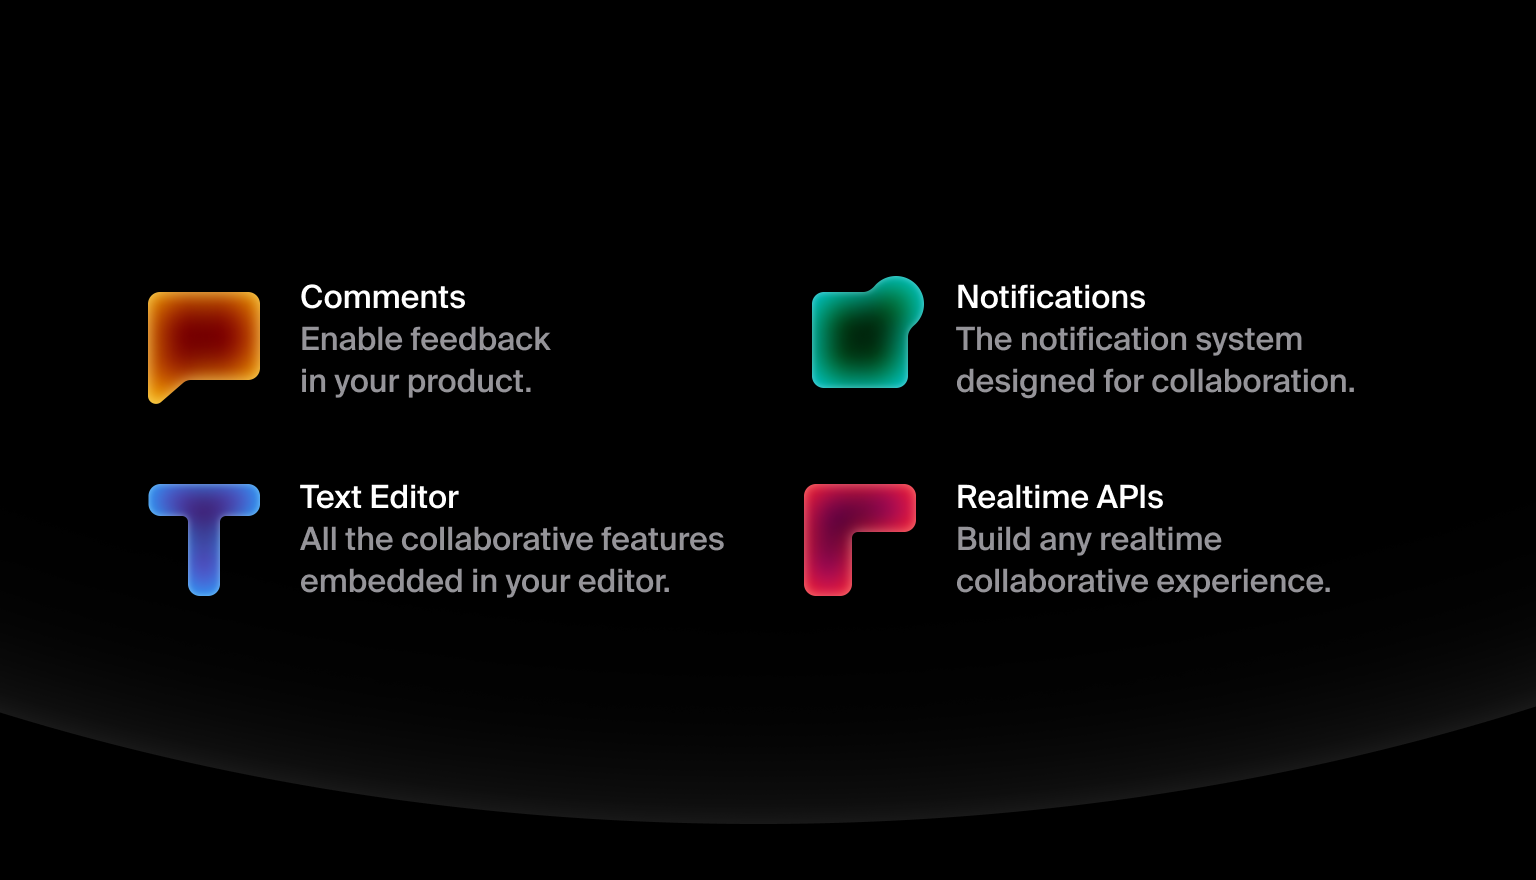 Comments
Enable feedback
in your product.
Notifications
The notification system
designed for collaboration.
Text Editor
All the collaborative features
embedded in your editor.
Realtime APIs
Build any realtime
collaborative experience.